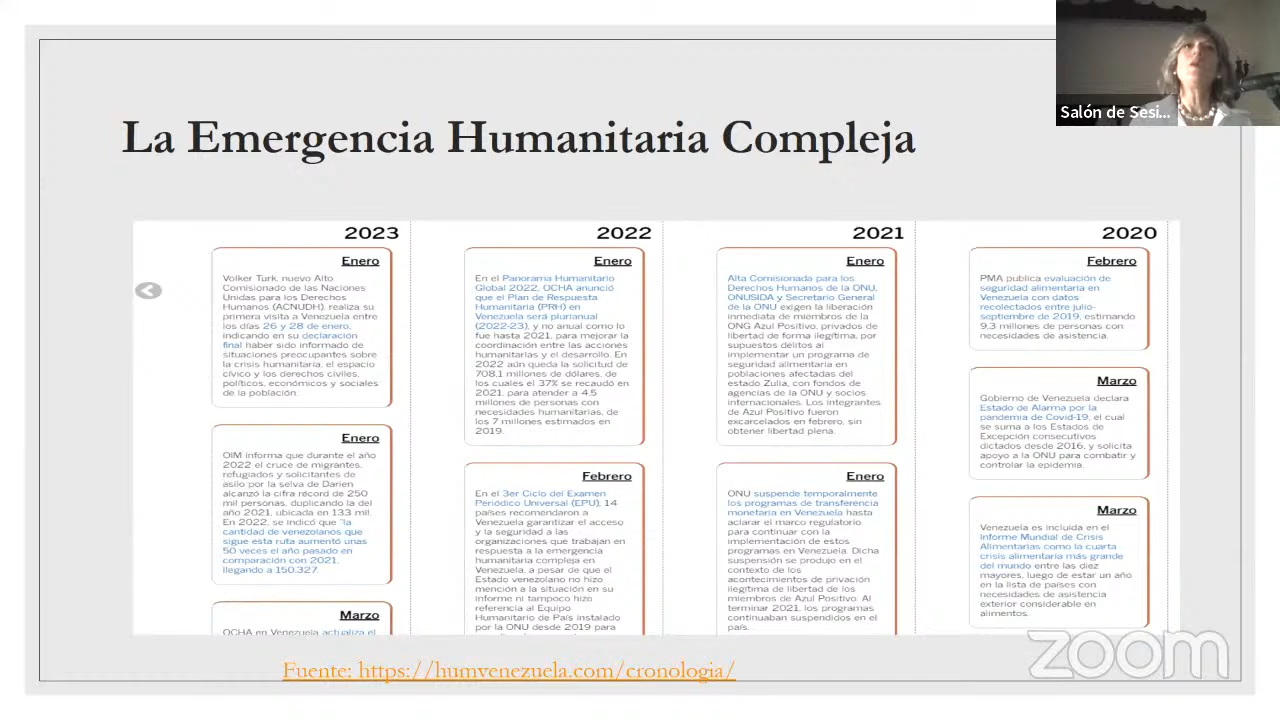 Salón de Sesi...
La Emergencia Humanitaria Compleja
2023
Enero
Volker Turk, nuevo Alto
Comisionado de las Naciones
Unidas para los Derechos
Humanos (ACNUDH), realiza su
primera visita a Venezuela entre
los días 26 y 28 de enero,
indicando en su declaración
final haber sido informado de
situaciones preocupantes sobre
la crisis humanitaria, el espacio
cívico y los derechos civiles,
políticos, económicos y sociales
de la población.
Enero
OIM informa que durante el año
2022 el cruce de migrantes,
refugiados y solicitantes de
asilo por la selva de Darien
alcanzó la cifra récord de 250
mil personas, duplicando la del
año 2021, ubicada en 133 mil.
En 2022, se indicó que "la
cantidad de venezolanos que
sigue esta ruta aumentó unas
50 veces el año pasado en
comparación con 2021,
llegando a 150.327.
Marzo
OCHA en Venezuela actualiza el
2022
Enero
En el Panorama Humanitario
Global 2022, OCHA anunció
que el Plan de Respuesta
Humanitaria (PRH) en
Venezuela será plurianual
(2022-23), y no anual como lo
fue hasta 2021, para mejorar la
coordinación entre las acciones
humanitarias y el desarrollo. En
2022 aún queda la solicitud de
708,1 millones de dólares, de
los cuales el 37% se recaudó en
2021, para atender a 4.5
millones de personas con
necesidades humanitarias, de
los 7 millones estimados en
2019.
Febrero
En el 3er Ciclo del Examen
Periódico Universal (EPU), 14
países recomendaron a
Venezuela garantizar el acceso
y la seguridad a las
organizaciones que trabajan en
respuesta a la emergencia
humanitaria compleja en
Venezuela, a pesar de que el
Estado venezolano no hizo
mención a la situación en su
informe ni tampoco hizo
referencia al Equipo
Humanitario de País instalado
por la ONU desde 2019 para
2021
Enero
Alta Comisionada para los
Derechos Humanos de la ONU,
ONUSIDA y Secretario General
de la ONU exigen la liberación
inmediata de miembros de la
ONG Azul Positivo, privados de
libertad de forma ilegítima, por
supuestos delitos al
implementar un programa de
seguridad alimentaria en
poblaciones afectadas del
estado Zulia, con fondos de
agencias de la ONU y socios
internacionales. Los integrantes
de Azul Positivo fueron
excarcelados en febrero, sin
obtener libertad plena.
Enero
ONU suspende temporalmente
los programas de transferencia
monetaria en Venezuela hasta
aclarar el marco regulatorio
para continuar con la
implementación de estos
programas en Venezuela. Dicha
suspensión se produjo en el
contexto de los
acontecimientos de privación
ilegítima de libertad de los
miembros de Azul Positivo. Al
terminar 2021, los programas
continuaban suspendidos en el
país.
2020
Febrero
PMA publica evaluación de
seguridad alimentaria en
Venezuela con datos
recolectados entre julio-
septiembre de 2019, estimando
9,3 millones de personas con
necesidades de asistencia.
Marzo
Gobierno de Venezuela declara
Estado de Alarma por la
pandemia de Covid-19, el cual
se suma a los Estados de
Excepción consecutivos
dictados desde 2016, y solicita
apoyo a la ONU para combatir y
controlar la epidemia.
Marzo
Venezuela es incluida en el
Informe Mundial de Crisis
Alimentarias como la cuarta
crisis alimentaria más grande
del mundo entre las diez
mayores, luego de estar un año
en la lista de países con
necesidades de asistencia
exterior considerable en
alimentos.
Fuente: https://humvenezuela.com/cronologia/
zoom